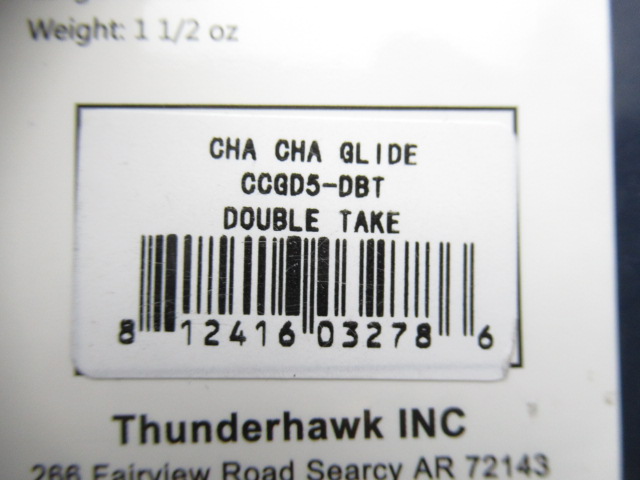 Weight: 1 1/2 oz
CHA CHA GLIDE
CCGD5-DBT
DOUBLE TAKE
8 12416 03278 6
Thunderhawk INC
266 Fairview Road Searcy AR 72143